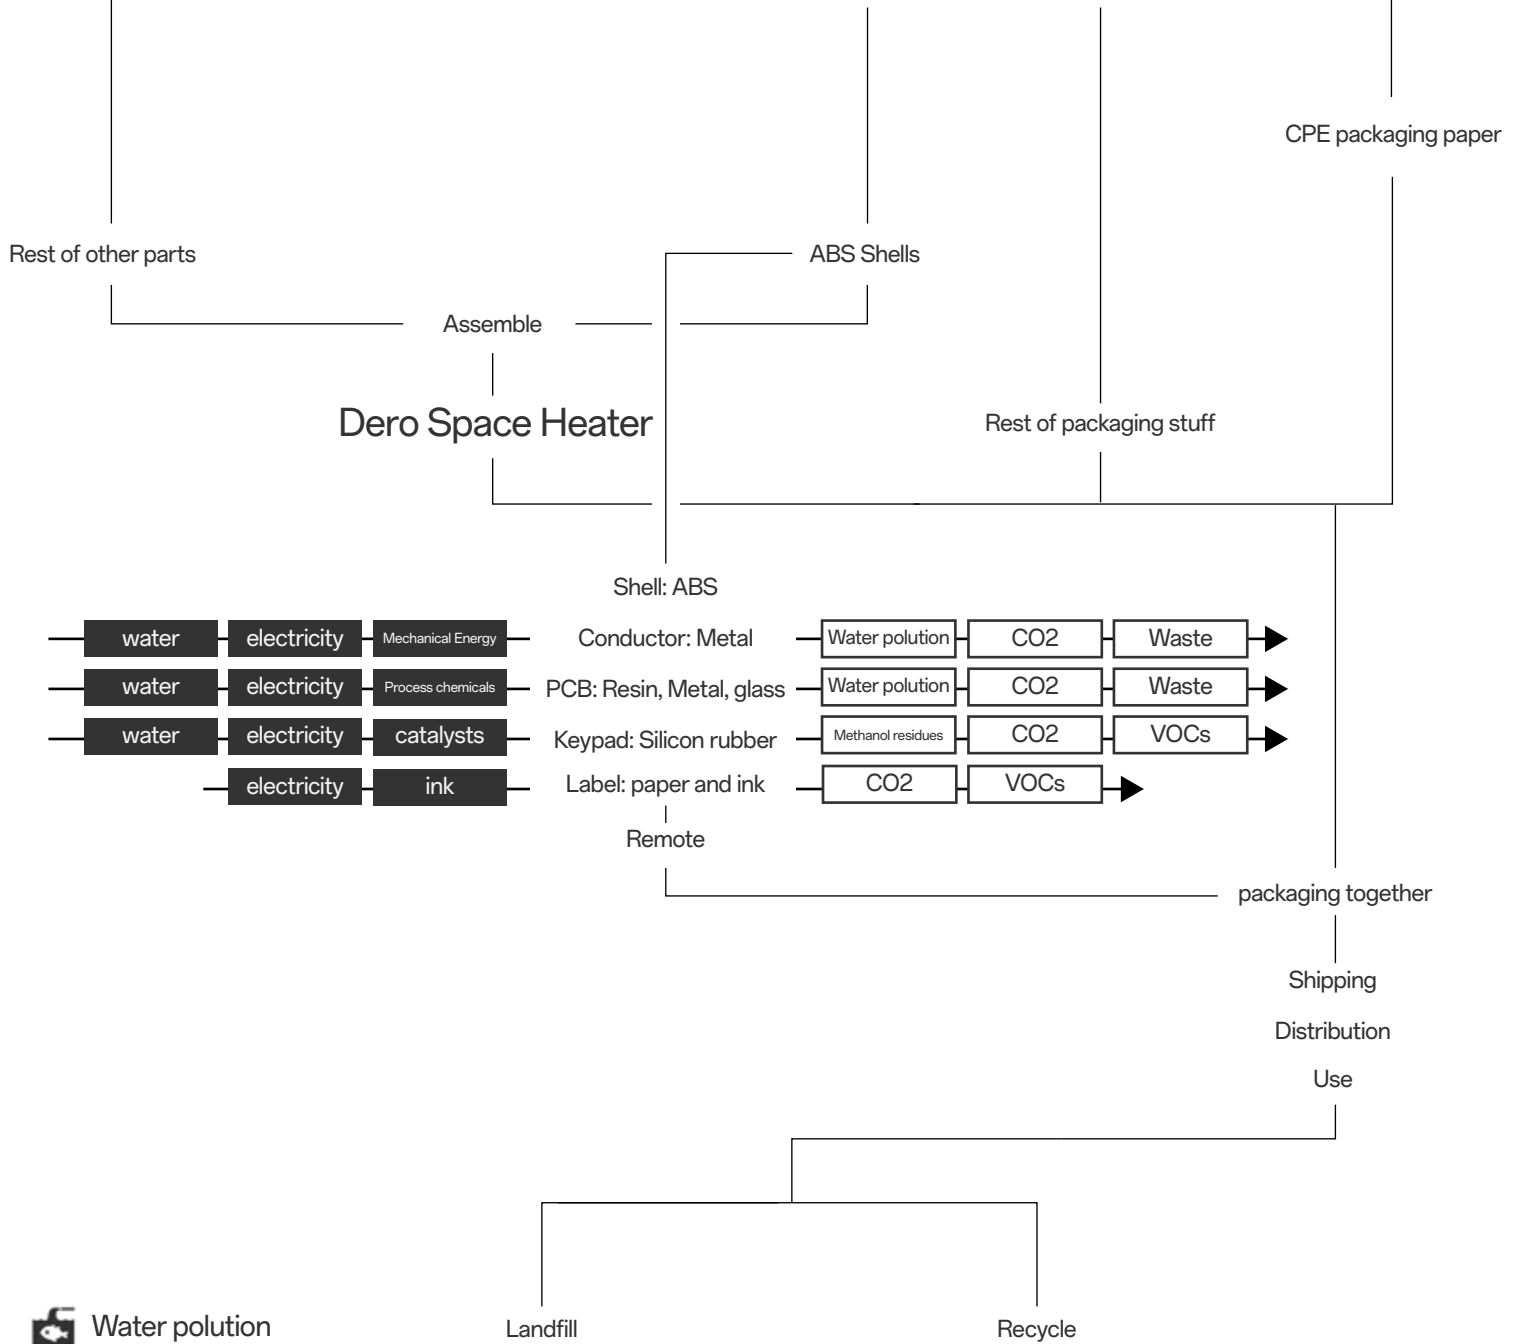 CPE packaging paper
Rest of other parts
ABS Shells
Assemble
Dero Space Heater
Rest of packaging stuff
Shell: ABS
water electricity Mechanical Energy Conductor: Metal Water polution CO2 Waste
water electricity Process chemicals PCB: Resin, Metal, glass Water polution CO2 Waste
water electricity catalysts Keypad: Silicon rubber Methanol residues CO2 VOCs
electricity ink Label: paper and ink CO2 VOCs
Remote
packaging together
Shipping
Distribution
Use
Water polution
Landfill
Recycle